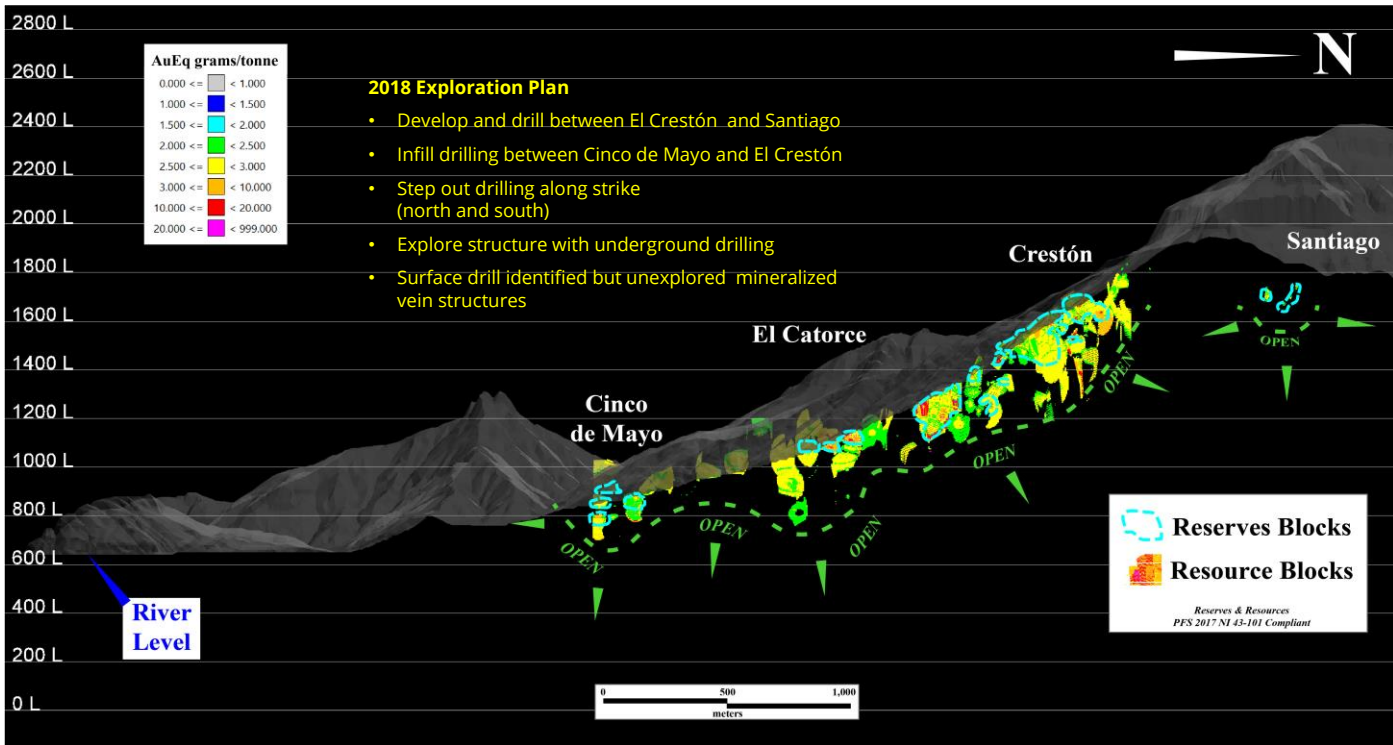 2800 L
2600 L
2400 L
2200 L
2000 L
1800 L
1600 L
1400 L
1200 L
1000 L
800 L
600 L
400 L
200 L
0 L
AuEq grams/tonne
0.000 <= < 1.000
1.000 <= < 1.500
1.500 <= < 2.000
2.000 <= < 2.500
2.500 <= < 3.000
3.000 <= < 10.000
10.000 <= < 20.000
20.000 <= < 999.000
2018 Exploration Plan
• Develop and drill between El Crestón and Santiago
• Infill drilling between Cinco de Mayo and El Crestón
• Step out drilling along strike
(north and south)
• Explore structure with underground drilling
• Surface drill identified but unexplored mineralized
vein structures
N
Santiago
Crestón
El Catorce
Cinco
de Mayo
OPEN
OPEN
OPEN
OPEN
OPEN
OPEN
River
Level
Reserves Blocks
Resource Blocks
Reserves & Resources
PFS 2017 NI 43-101 Compliant
0 500 1,000
meters